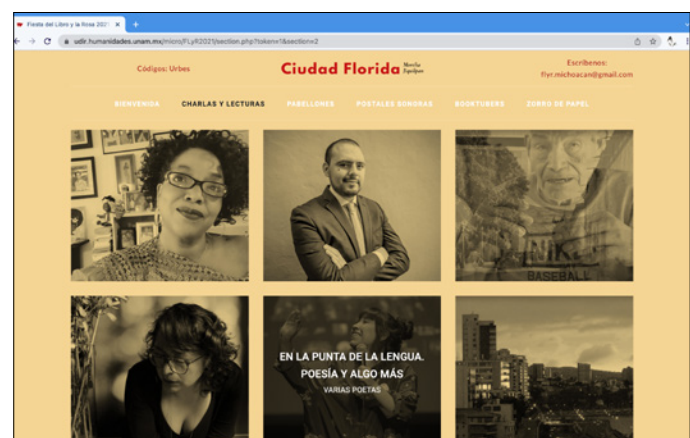 Fiesta del Libro y la Rosa 2021
udir.humanidades.unam.mx/micro/FLyR2021/section.php?token=1&section=2
Códigos: Urbes
Ciudad Florida Morelia
Escríbenos:
flyr.michoacan@gmail.com
BIENVENIDA CHARLAS Y LECTURAS PABELLONES POSTALES SONORAS BOOKTUBERS ZORRO DE PAPEL
BASEBALL
EN LA PUNTA DE LA LENGUA.
POESÍA Y ALGO MÁS
VARIAS POETAS